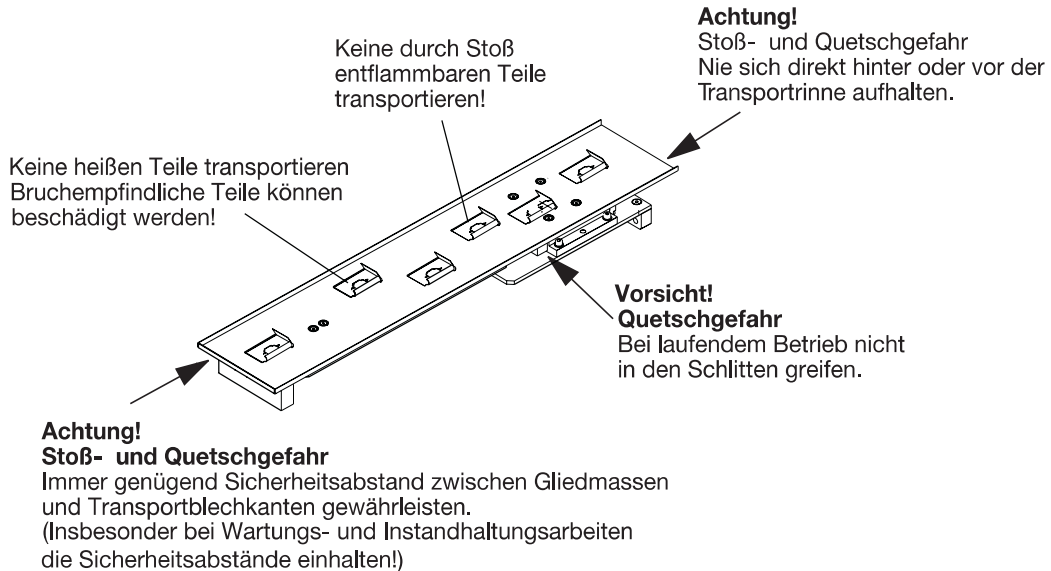 Achtung!
Stoß- und Quetschgefahr
Nie sich direkt hinter oder vor der
Transportrinne aufhalten.
Keine durch Stoß
entflammbaren Teile
transportieren!
Keine heißen Teile transportieren
Bruchempfindliche Teile können
beschädigt werden!
Vorsicht!
Quetschgefahr
Bei laufendem Betrieb nicht
in den Schlitten greifen.
Achtung!
Stoß- und Quetschgefahr
Immer genügend Sicherheitsabstand zwischen Gliedmassen
und Transportblechkanten gewährleisten.
(Insbesonder bei Wartungs- und Instandhaltungsarbeiten
die Sicherheitsabstände einhalten!)